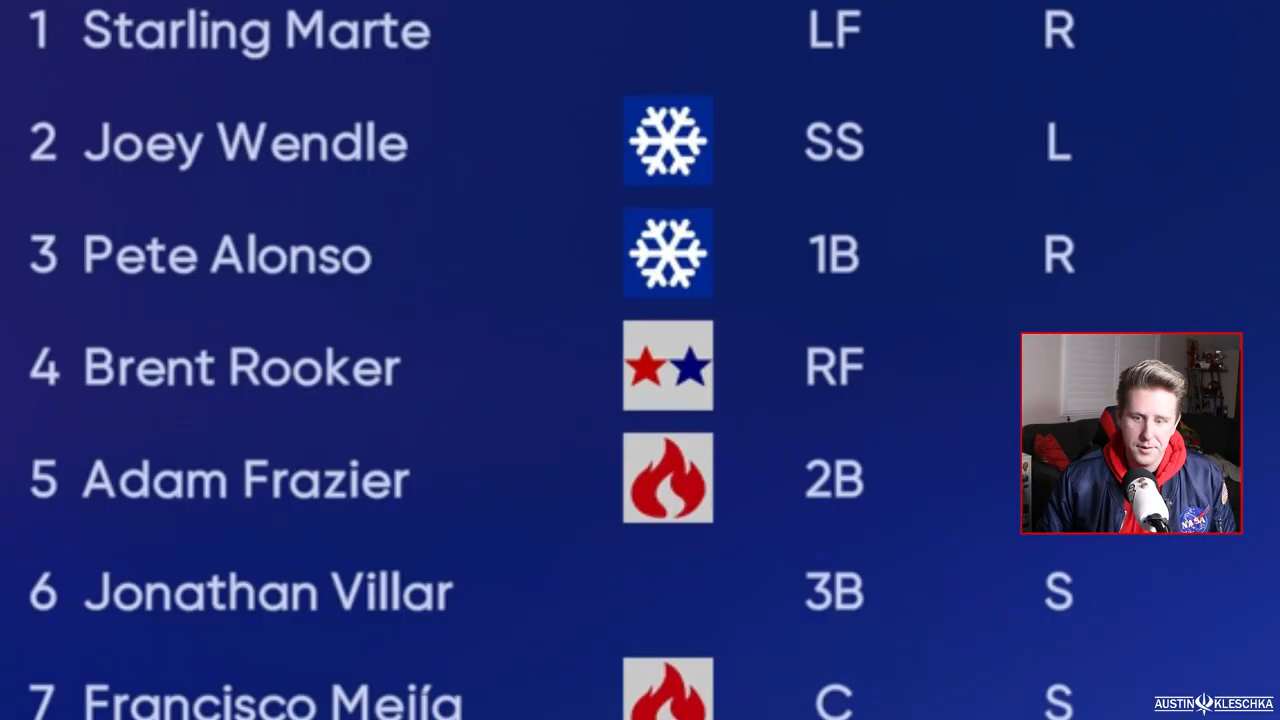 1 Starling Marte LF R
2 Joey Wendle SS L
3 Pete Alonso 1B R
4 Brent Rooker RF
5 Adam Frazier 2B
6 Jonathan Villar 3B S
7 Francisco Mejía C S
NASA
AUSTIN KLESCHKA